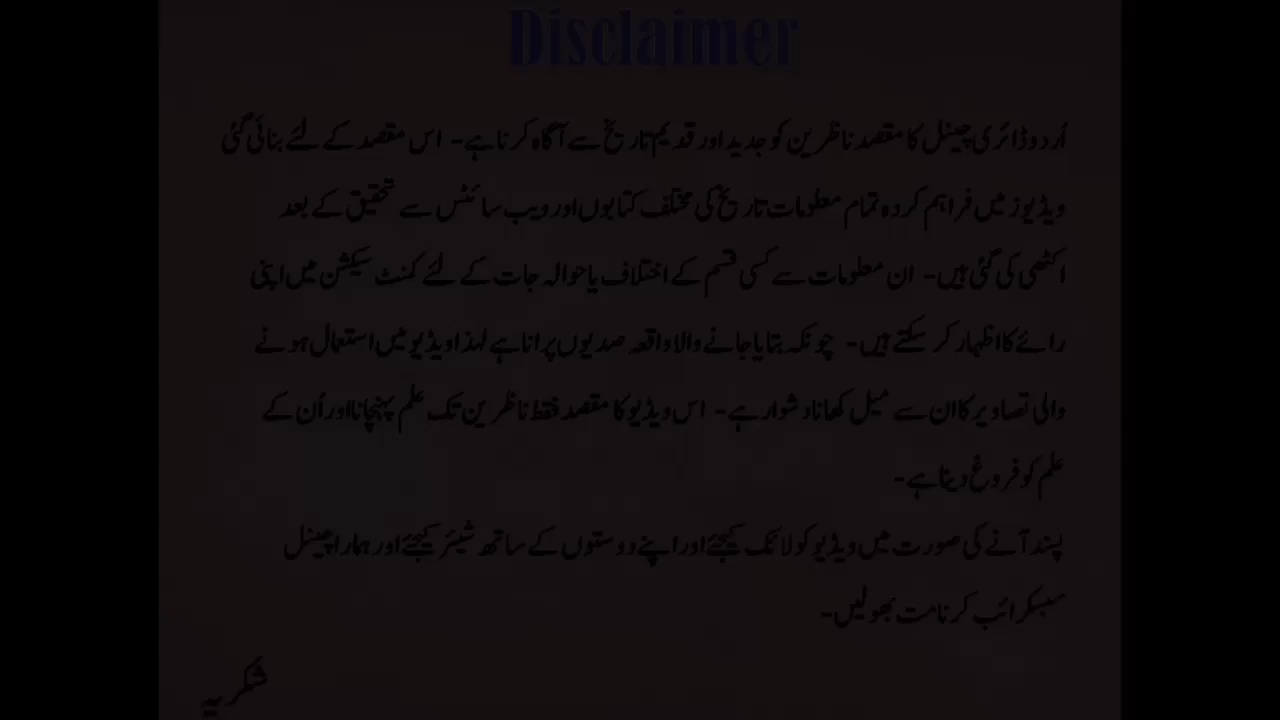 Disclaimer
اُردو ڈائری چینل کا مقصد ناظرین کو جدید اور قدیم تاریخ سے آگاہ کرنا ہے۔ اس مقصد کے لئے بنائی گئی
ویڈیوز میں فراہم کردہ تمام معلومات تاریخ کی مختلف کتابوں اور ویب سائٹس سے تحقیق کے بعد
اکٹھی کی گئی ہیں۔ ان معلومات سے کسی قسم کے اختلاف یا حوالہ جات کے لئے کمنٹ سیکشن میں اپنی
رائے کا اظہار کر سکتے ہیں۔ چونکہ بتایا جانے والا واقعہ صدیوں پرانا ہے لہذا ویڈیو میں استعمال ہونے
والی تصاویر کا ان سے میل کھانا دشوار ہے۔ اس ویڈیو کا مقصد فقط ناظرین تک علم پہنچانا اور اُن کے
علم کو فروغ دینا ہے۔
پسند آنے کی صورت میں ویڈیو کو لائک کیجئے اور اپنے دوستوں کے ساتھ شیئر کیجئے اور ہمارا چینل
سبسکرائب کرنا مت بھولیں۔
شکریہ